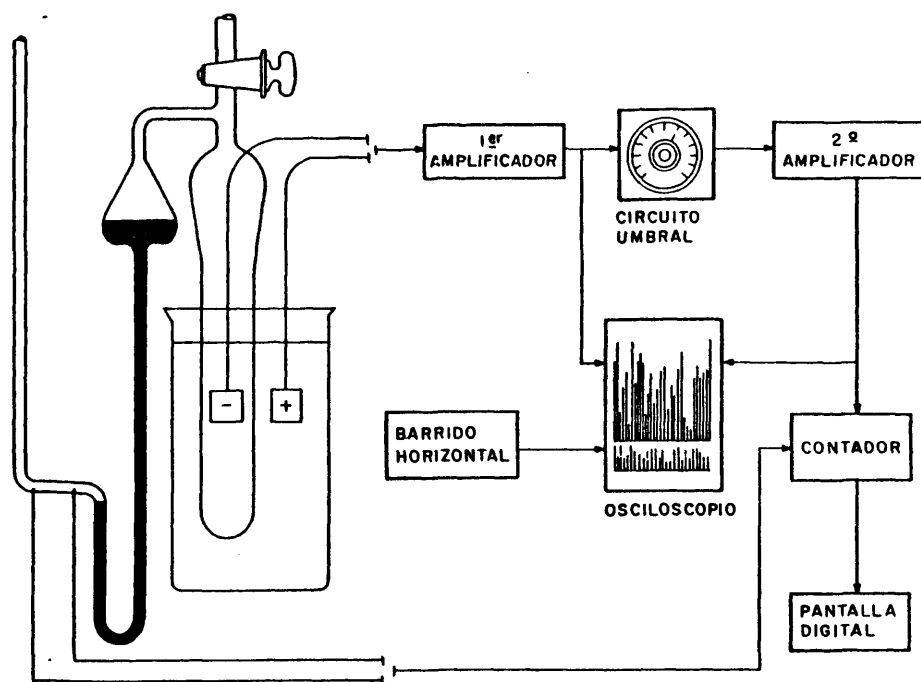 1er
AMPLIFICADOR
2º
AMPLIFICADOR
CIRCUITO
UMBRAL
-
+
BARRIDO
HORIZONTAL
CONTADOR
OSCILOSCOPIO
PANTALLA
DIGITAL